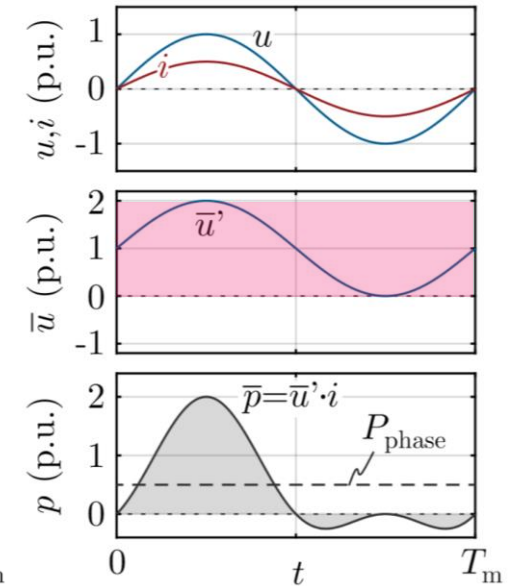 u,i (p.u.)
1
0
-1
u
i
u̅ (p.u.)
2
1
0
-1
u̅'
p (p.u.)
2
1
0
p̅=u̅'·i
P_phase
0
t
T_m